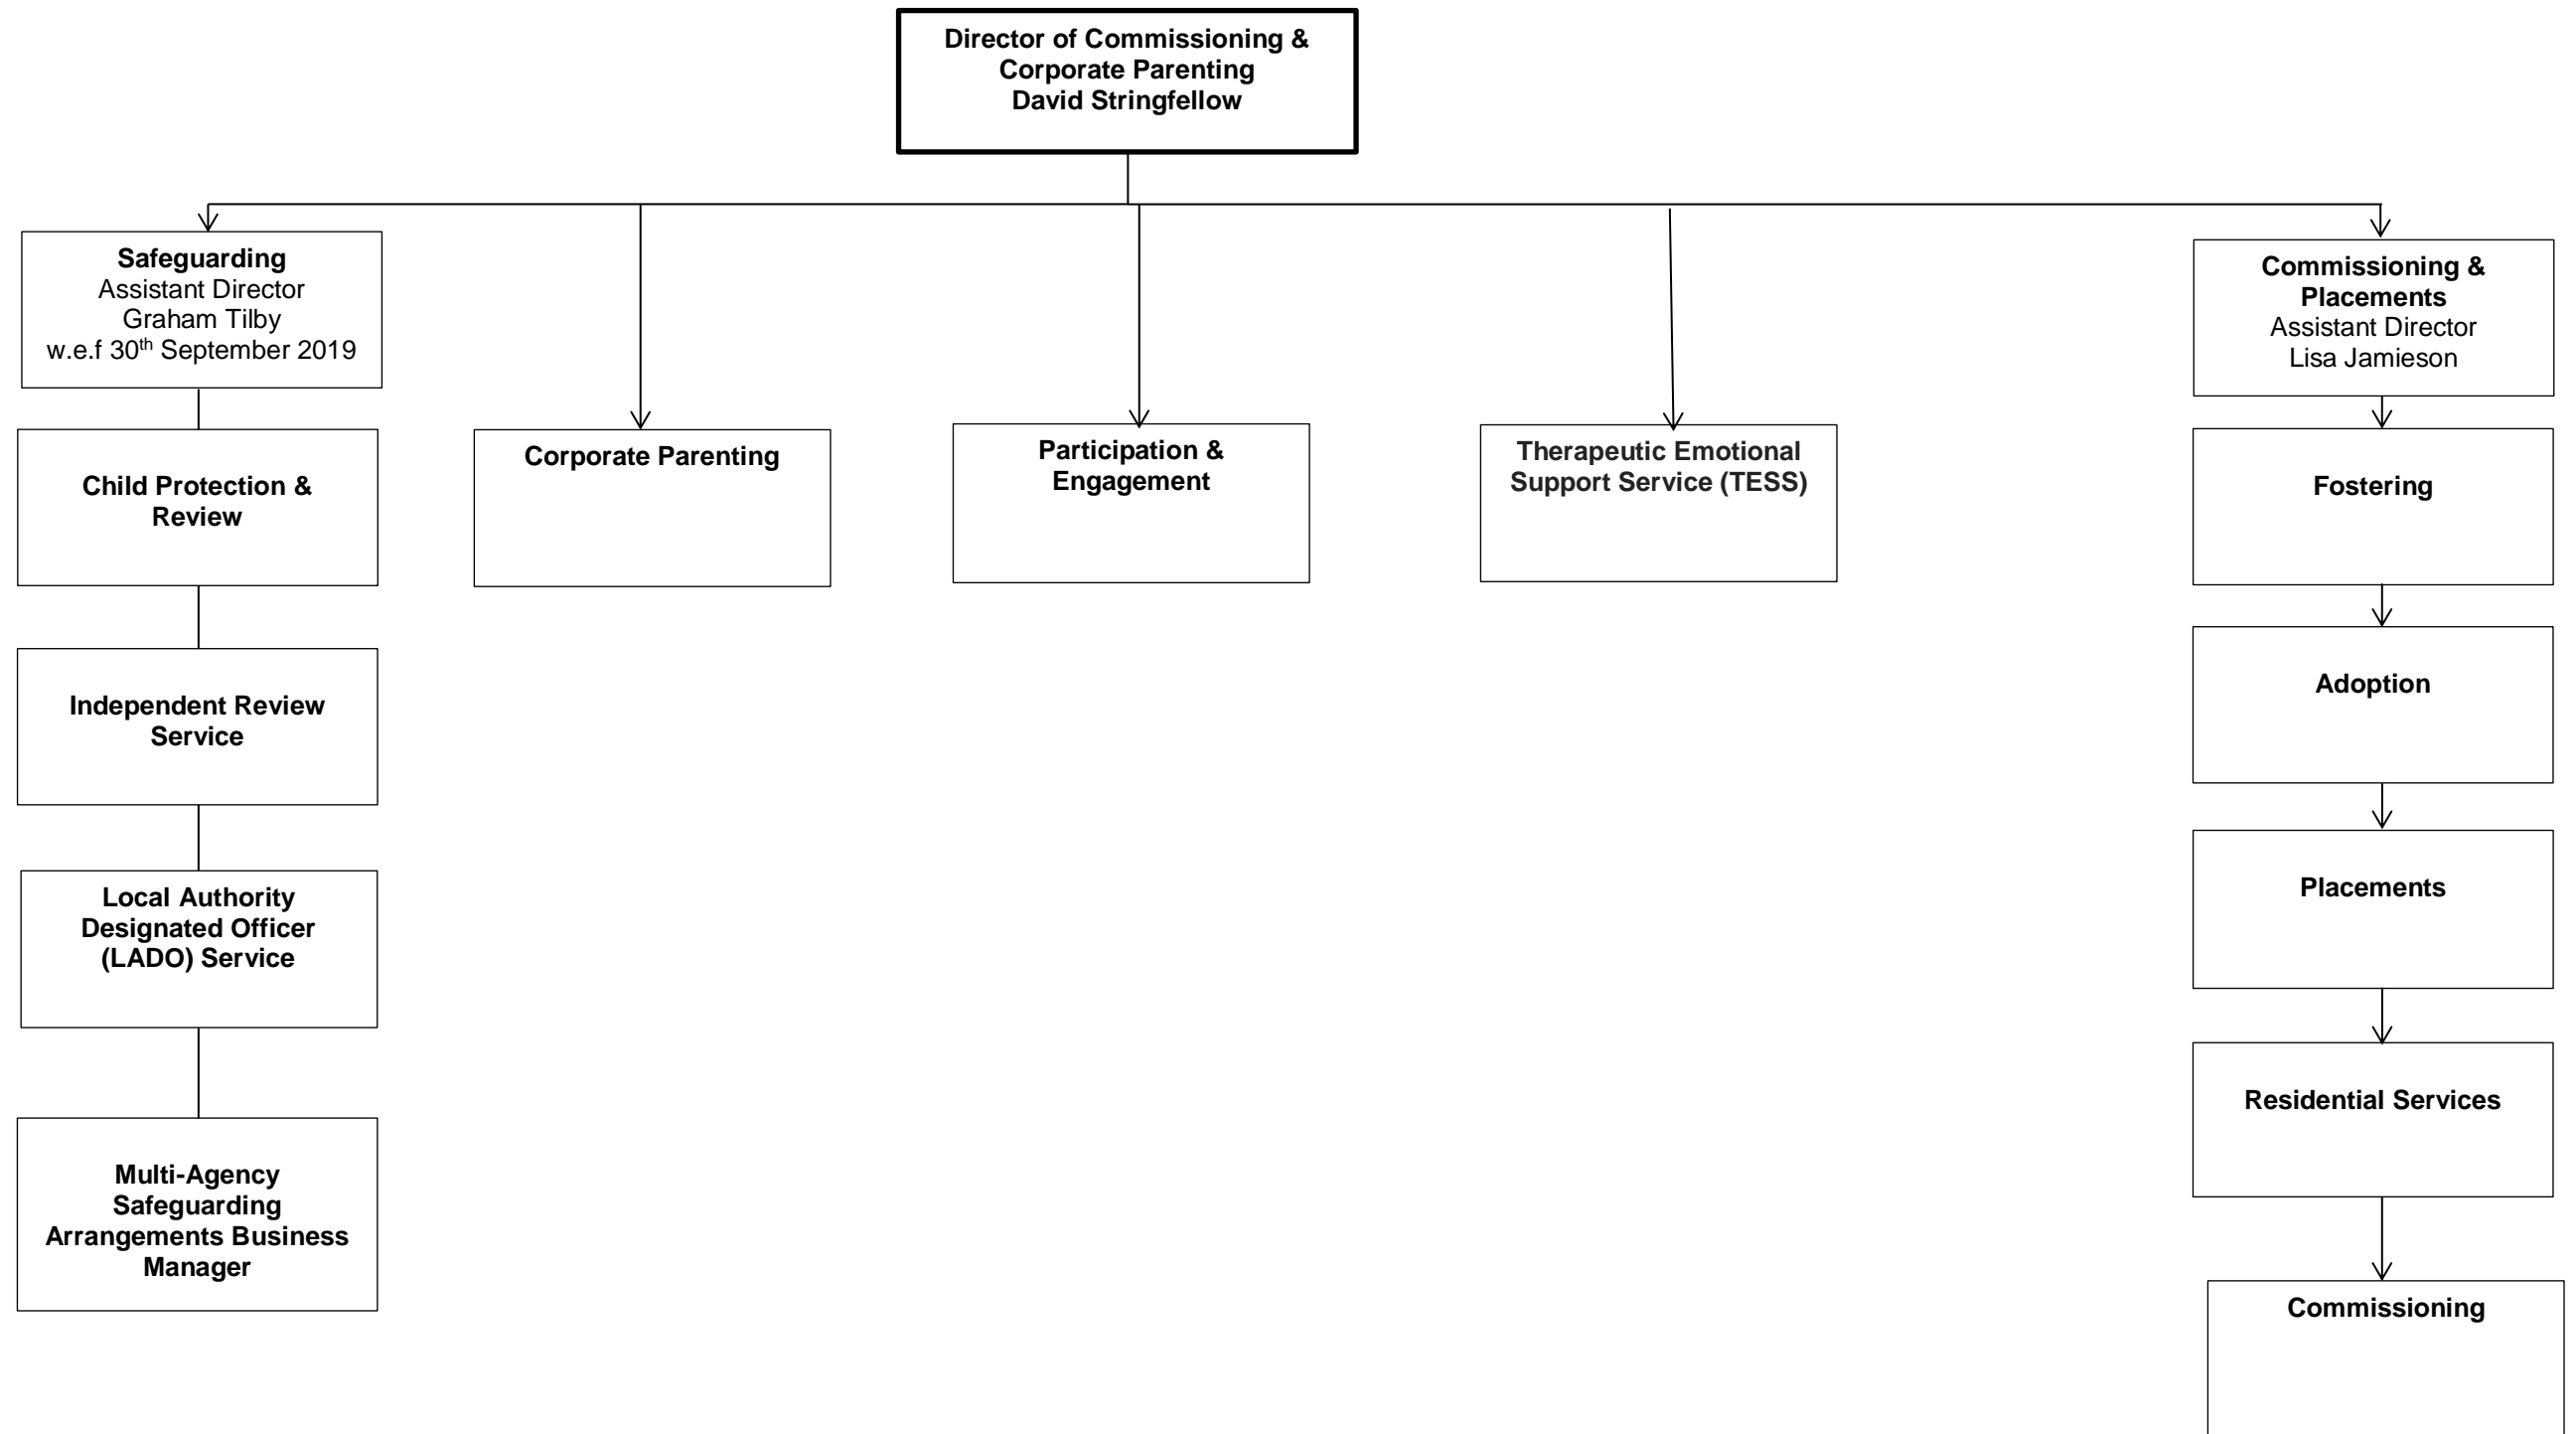 Director of Commissioning &
Corporate Parenting
David Stringfellow
Safeguarding
Assistant Director
Graham Tilby
w.e.f 30th September 2019
Commissioning &
Placements
Assistant Director
Lisa Jamieson
Child Protection &
Review
Corporate Parenting
Participation &
Engagement
Therapeutic Emotional
Support Service (TESS)
Fostering
Independent Review
Service
Adoption
Local Authority
Designated Officer
(LADO) Service
Placements
Multi-Agency
Safeguarding
Arrangements Business
Manager
Residential Services
Commissioning